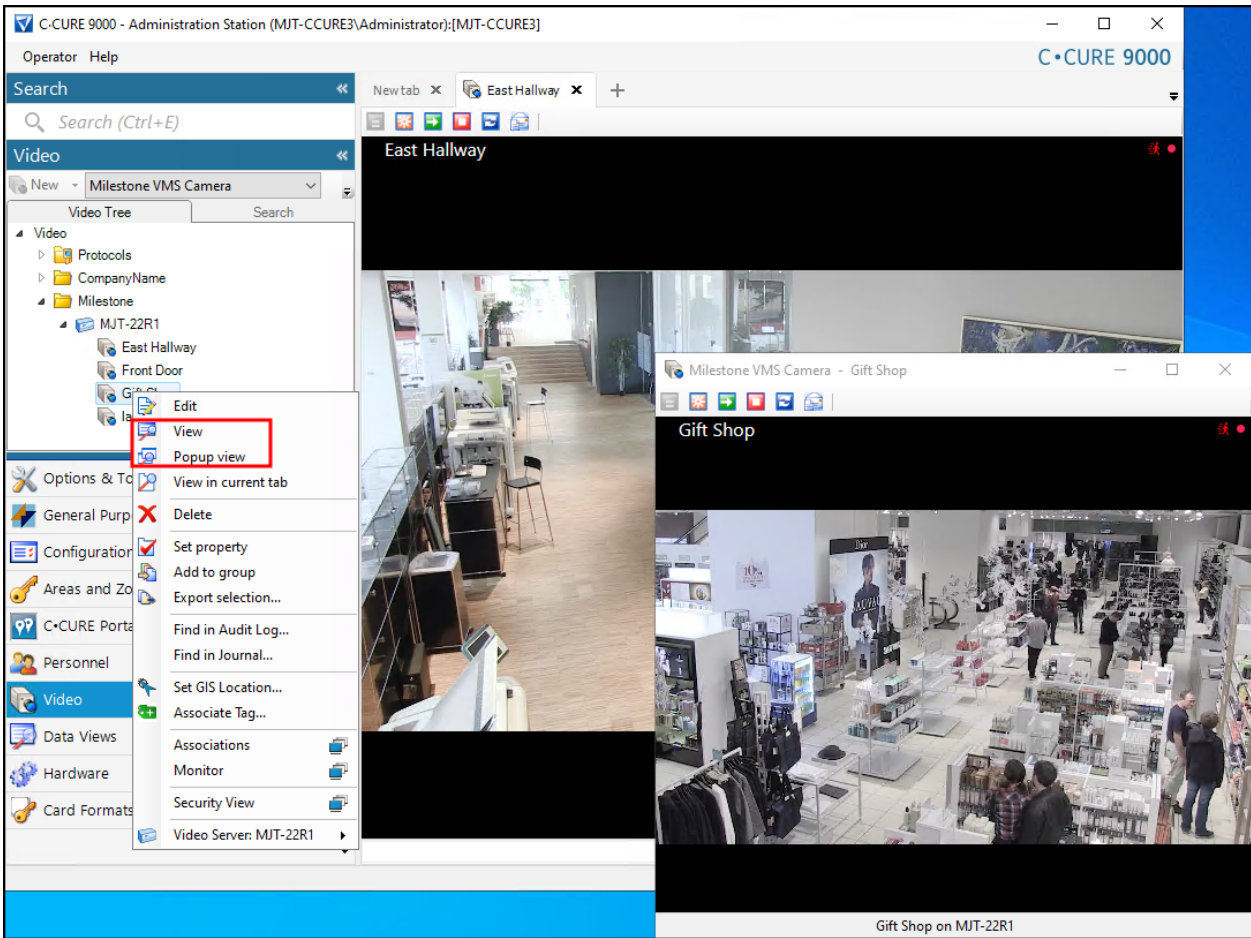 C•CURE 9000 - Administration Station (MJT-CCURE3\Administrator):[MJT-CCURE3]
Operator Help
C•CURE 9000
Search
Search (Ctrl+E)
Video
New
Milestone VMS Camera
Video Tree
Search
Video
Protocols
CompanyName
Milestone
MJT-22R1
East Hallway
Front Door
Options & To
General Purp
Configuration
Areas and Zo
C•CURE Porta
Personnel
Video
Data Views
Hardware
Card Formats
Edit
View
Popup view
View in current tab
Delete
Set property
Add to group
Export selection...
Find in Audit Log...
Find in Journal...
Set GIS Location...
Associate Tag...
Associations
Monitor
Security View
Video Server: MJT-22R1
New tab
East Hallway
East Hallway
Milestone VMS Camera - Gift Shop
Gift Shop
Dior
SAUVAG
Gift Shop on MJT-22R1